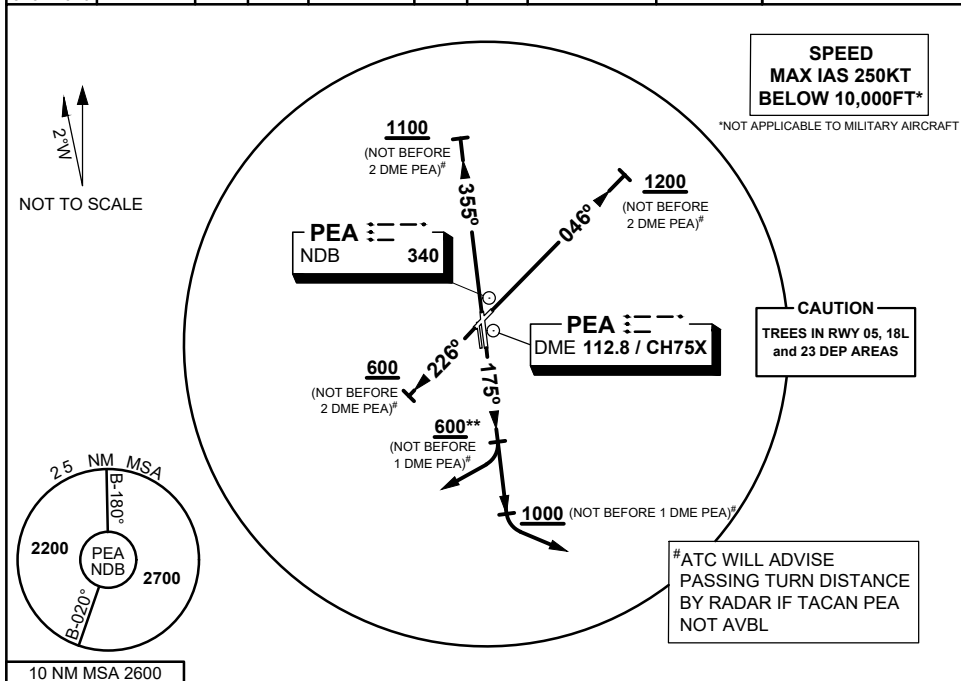 SPEED
MAX IAS 250KT
BELOW 10,000FT*
*NOT APPLICABLE TO MILITARY AIRCRAFT
2°W
NOT TO SCALE
1100
(NOT BEFORE
2 DME PEA)#
355º
1200
(NOT BEFORE
2 DME PEA)#
046º
PEA
NDB 340
PEA
DME 112.8 / CH75X
CAUTION
TREES IN RWY 05, 18L
and 23 DEP AREAS
226º
600
(NOT BEFORE
2 DME PEA)#
175º
600**
(NOT BEFORE
1 DME PEA)#
1000 (NOT BEFORE 1 DME PEA)#
25 NM MSA
B-180°
2200
PEA
NDB
2700
B-020°
10 NM MSA 2600
#ATC WILL ADVISE
PASSING TURN DISTANCE
BY RADAR IF TACAN PEA
NOT AVBL